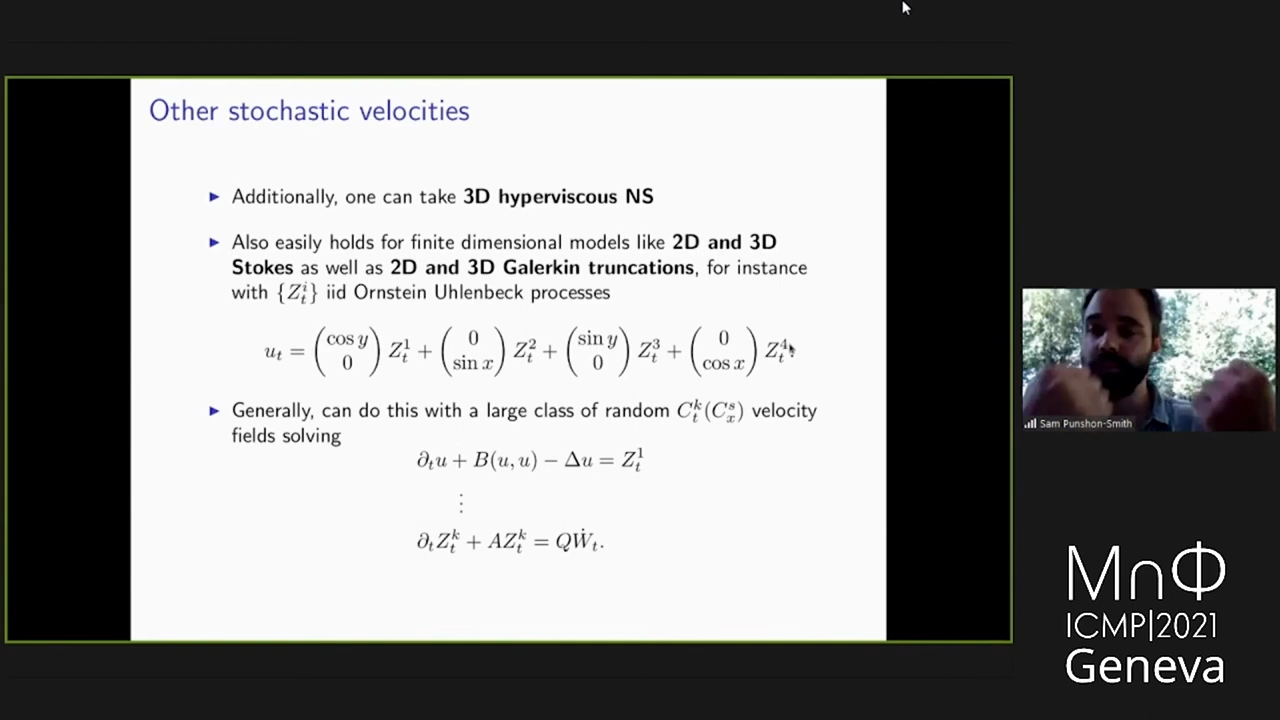 Other stochastic velocities
▶ Additionally, one can take 3D hyperviscous NS
▶ Also easily holds for finite dimensional models like 2D and 3D
Stokes as well as 2D and 3D Galerkin truncations, for instance
with {Z_t^i} iid Ornstein Uhlenbeck processes
u_t = (cos y 0) Z_t^1 + (0 sin x) Z_t^2 + (sin y 0) Z_t^3 + (0 cos x) Z_t^4
▶ Generally, can do this with a large class of random C_t^k(C_x^s) velocity
fields solving
∂_t u + B(u, u) − Δu = Z_t^1
⋮
∂_t Z_t^k + AZ_t^k = QẆ_t.
Sam Punshon-Smith
M∩Φ
ICMP|2021
Geneva